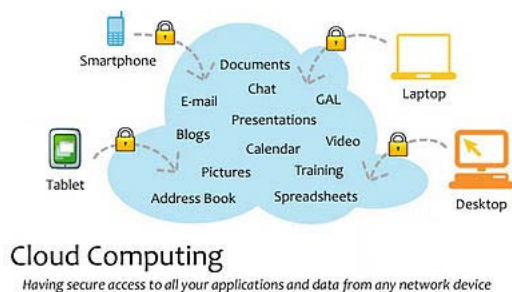 Smartphone
Documents
Chat
E-mail
GAL
Laptop
Presentations
Blogs
Video
Calendar
Tablet
Pictures
Training
Address Book
Spreadsheets
Desktop
Cloud Computing
Having secure access to all your applications and data from any network device